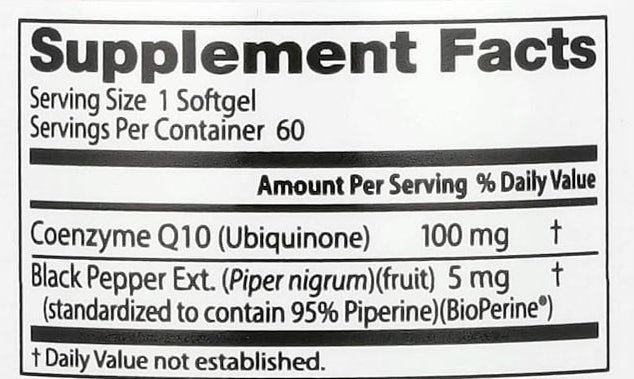 Supplement Facts
Serving Size 1 Softgel
Servings Per Container 60
Amount Per Serving % Daily Value
Coenzyme Q10 (Ubiquinone) 100 mg †
Black Pepper Ext. (Piper nigrum)(fruit) 5 mg †
(standardized to contain 95% Piperine)(BioPerine®)
† Daily Value not established.